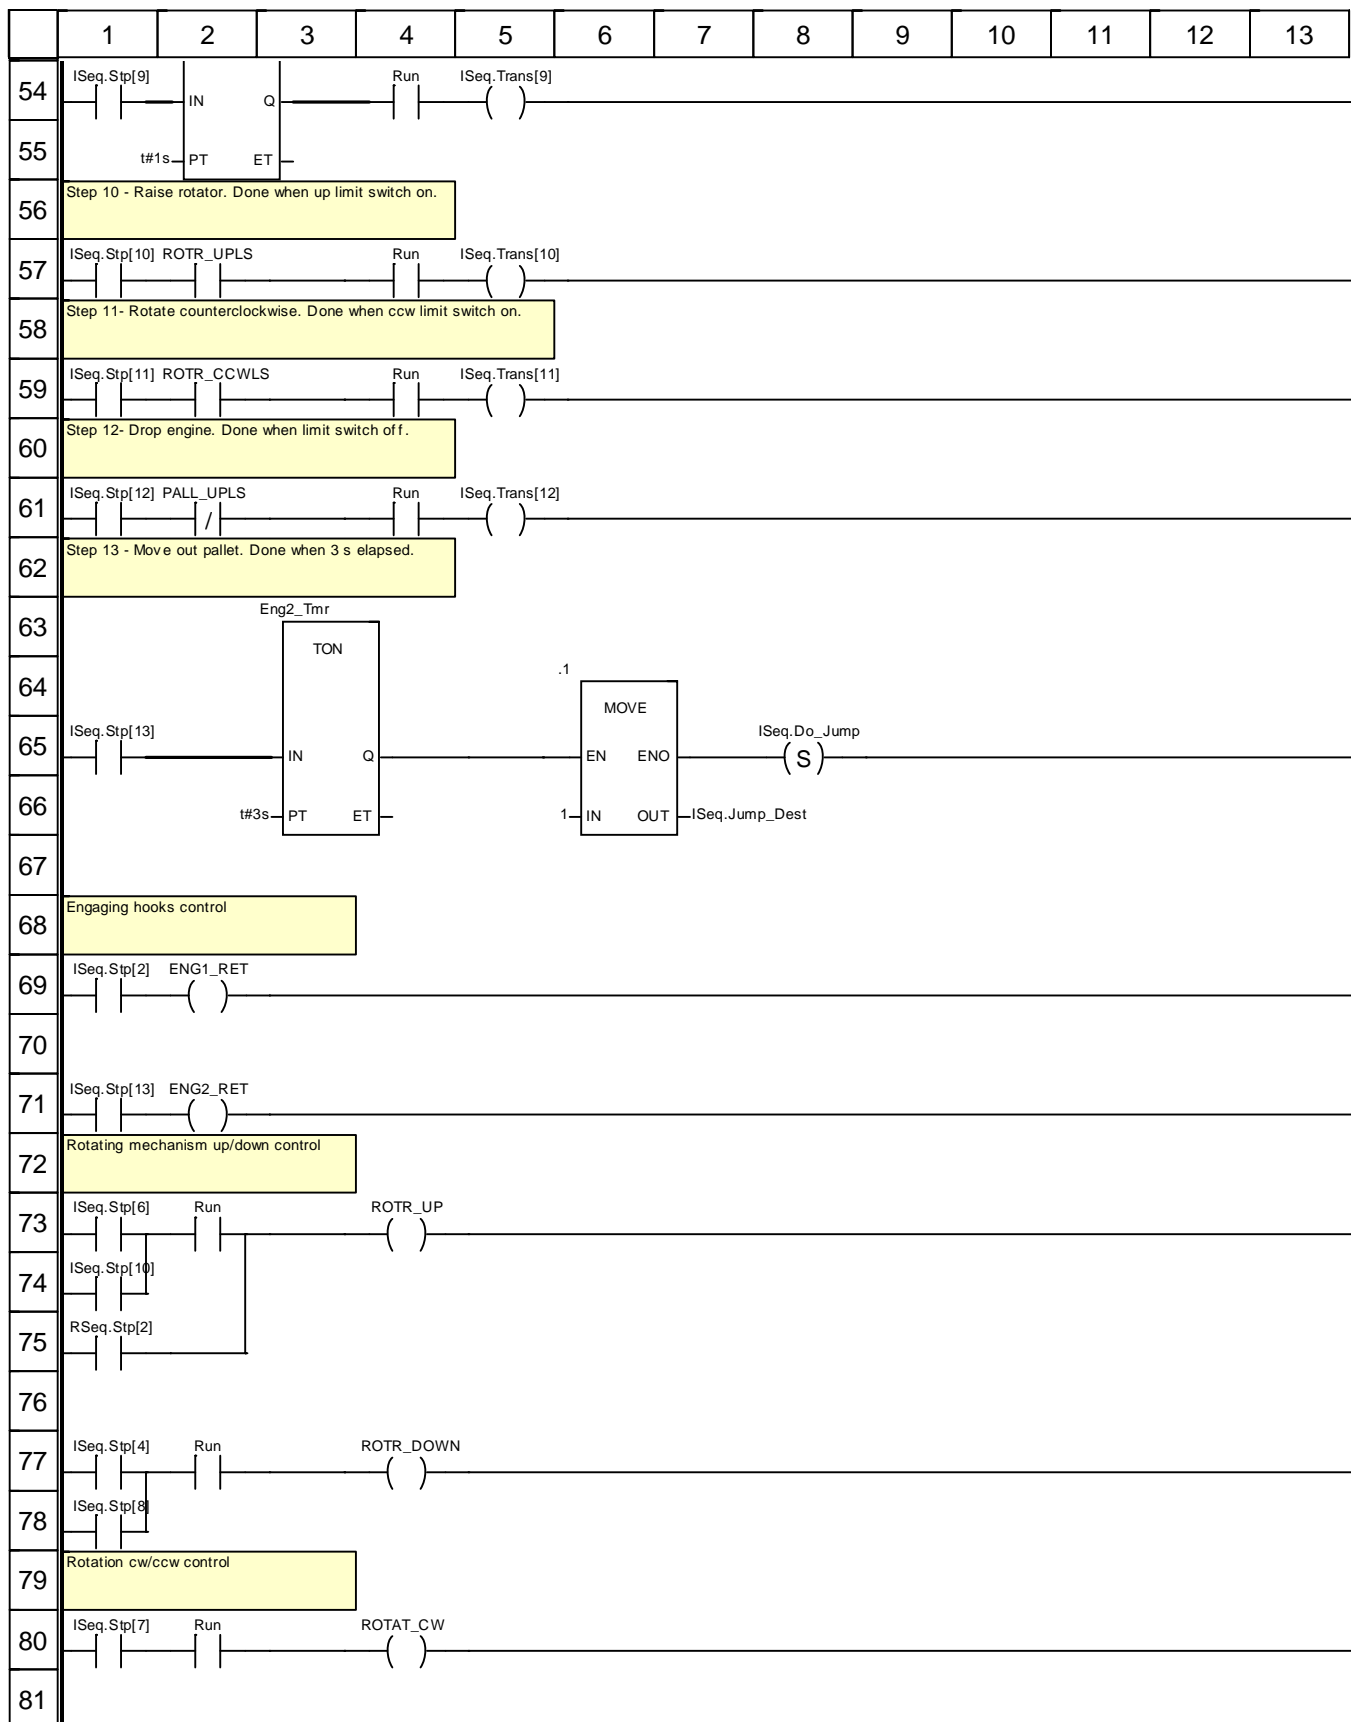 1 2 3 4 5 6 7 8 9 10 11 12 13
54 ISeq.Stp[9] IN Q Run ISeq.Trans[9]
55 t#1s PT ET
56 Step 10 - Raise rotator. Done when up limit switch on.
57 ISeq.Stp[10] ROTR_UPLS Run ISeq.Trans[10]
58 Step 11- Rotate counterclockwise. Done when ccw limit switch on.
59 ISeq.Stp[11] ROTR_CCWLS Run ISeq.Trans[11]
60 Step 12- Drop engine. Done when limit switch off.
61 ISeq.Stp[12] PALL_UPLS / Run ISeq.Trans[12]
62 Step 13 - Move out pallet. Done when 3 s elapsed.
Eng2_Tmr
63 TON
.1
64 MOVE
65 ISeq.Stp[13] IN Q EN ENO ISeq.Do_Jump S
66 t#3s PT ET 1 IN OUT ISeq.Jump_Dest
67
68 Engaging hooks control
69 ISeq.Stp[2] ENG1_RET
70
71 ISeq.Stp[13] ENG2_RET
72 Rotating mechanism up/down control
73 ISeq.Stp[6] Run ROTR_UP
74 ISeq.Stp[10]
75 RSeq.Stp[2]
76
77 ISeq.Stp[4] Run ROTR_DOWN
78 ISeq.Stp[8]
79 Rotation cw/ccw control
80 ISeq.Stp[7] Run ROTAT_CW
81